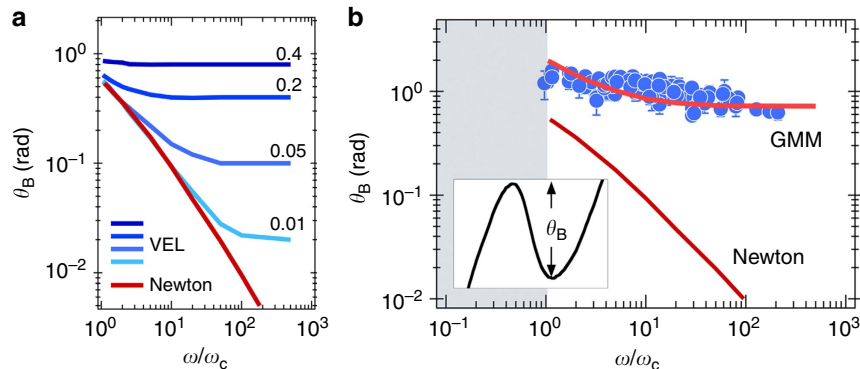 a
θB (rad)
10⁰
10⁻¹
10⁻²
0.4
0.2
0.05
0.01
VEL
Newton
10⁰ 10¹ 10² 10³
ω/ωc
b
θB (rad)
10⁰
10⁻¹
10⁻²
GMM
θB
Newton
10⁻¹ 10⁰ 10¹ 10² 10³
ω/ωc